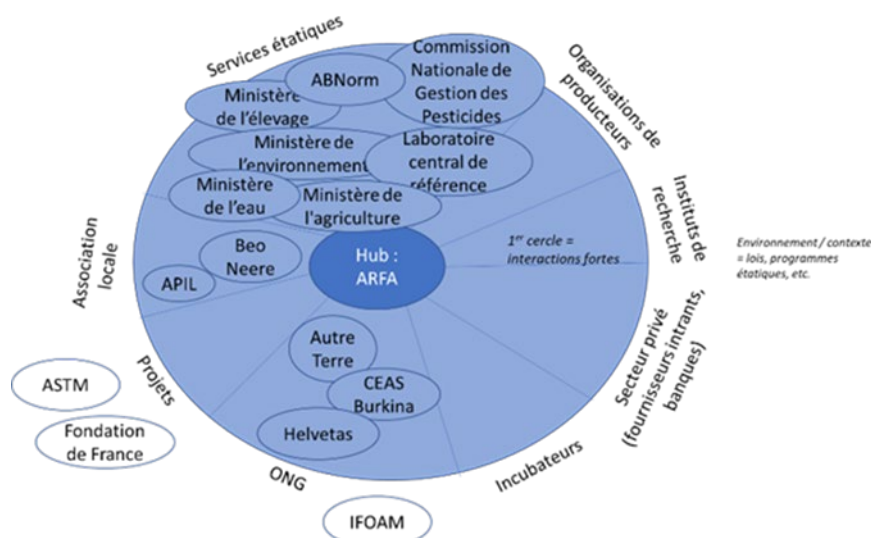 Services étatiques
ABNorm
Commission
Nationale de
Gestion des
Pesticides
Organisations de
producteurs
Ministère
de l'élevage
Ministère de
l'environnement
Laboratoire
central de
référence
Ministère
de l'eau
Ministère de
l'agriculture
Instituts de
recherche
Association
locale
Beo
Neere
APIL
Hub :
ARFA
1er cercle =
interactions fortes
Environnement / contexte
= lois, programmes
étatiques, etc.
Secteur privé
(fournisseurs intrants,
banques)
Projets
ASTM
Fondation
de France
Autre
Terre
CEAS
Burkina
Helvetas
ONG
Incubateurs
IFOAM